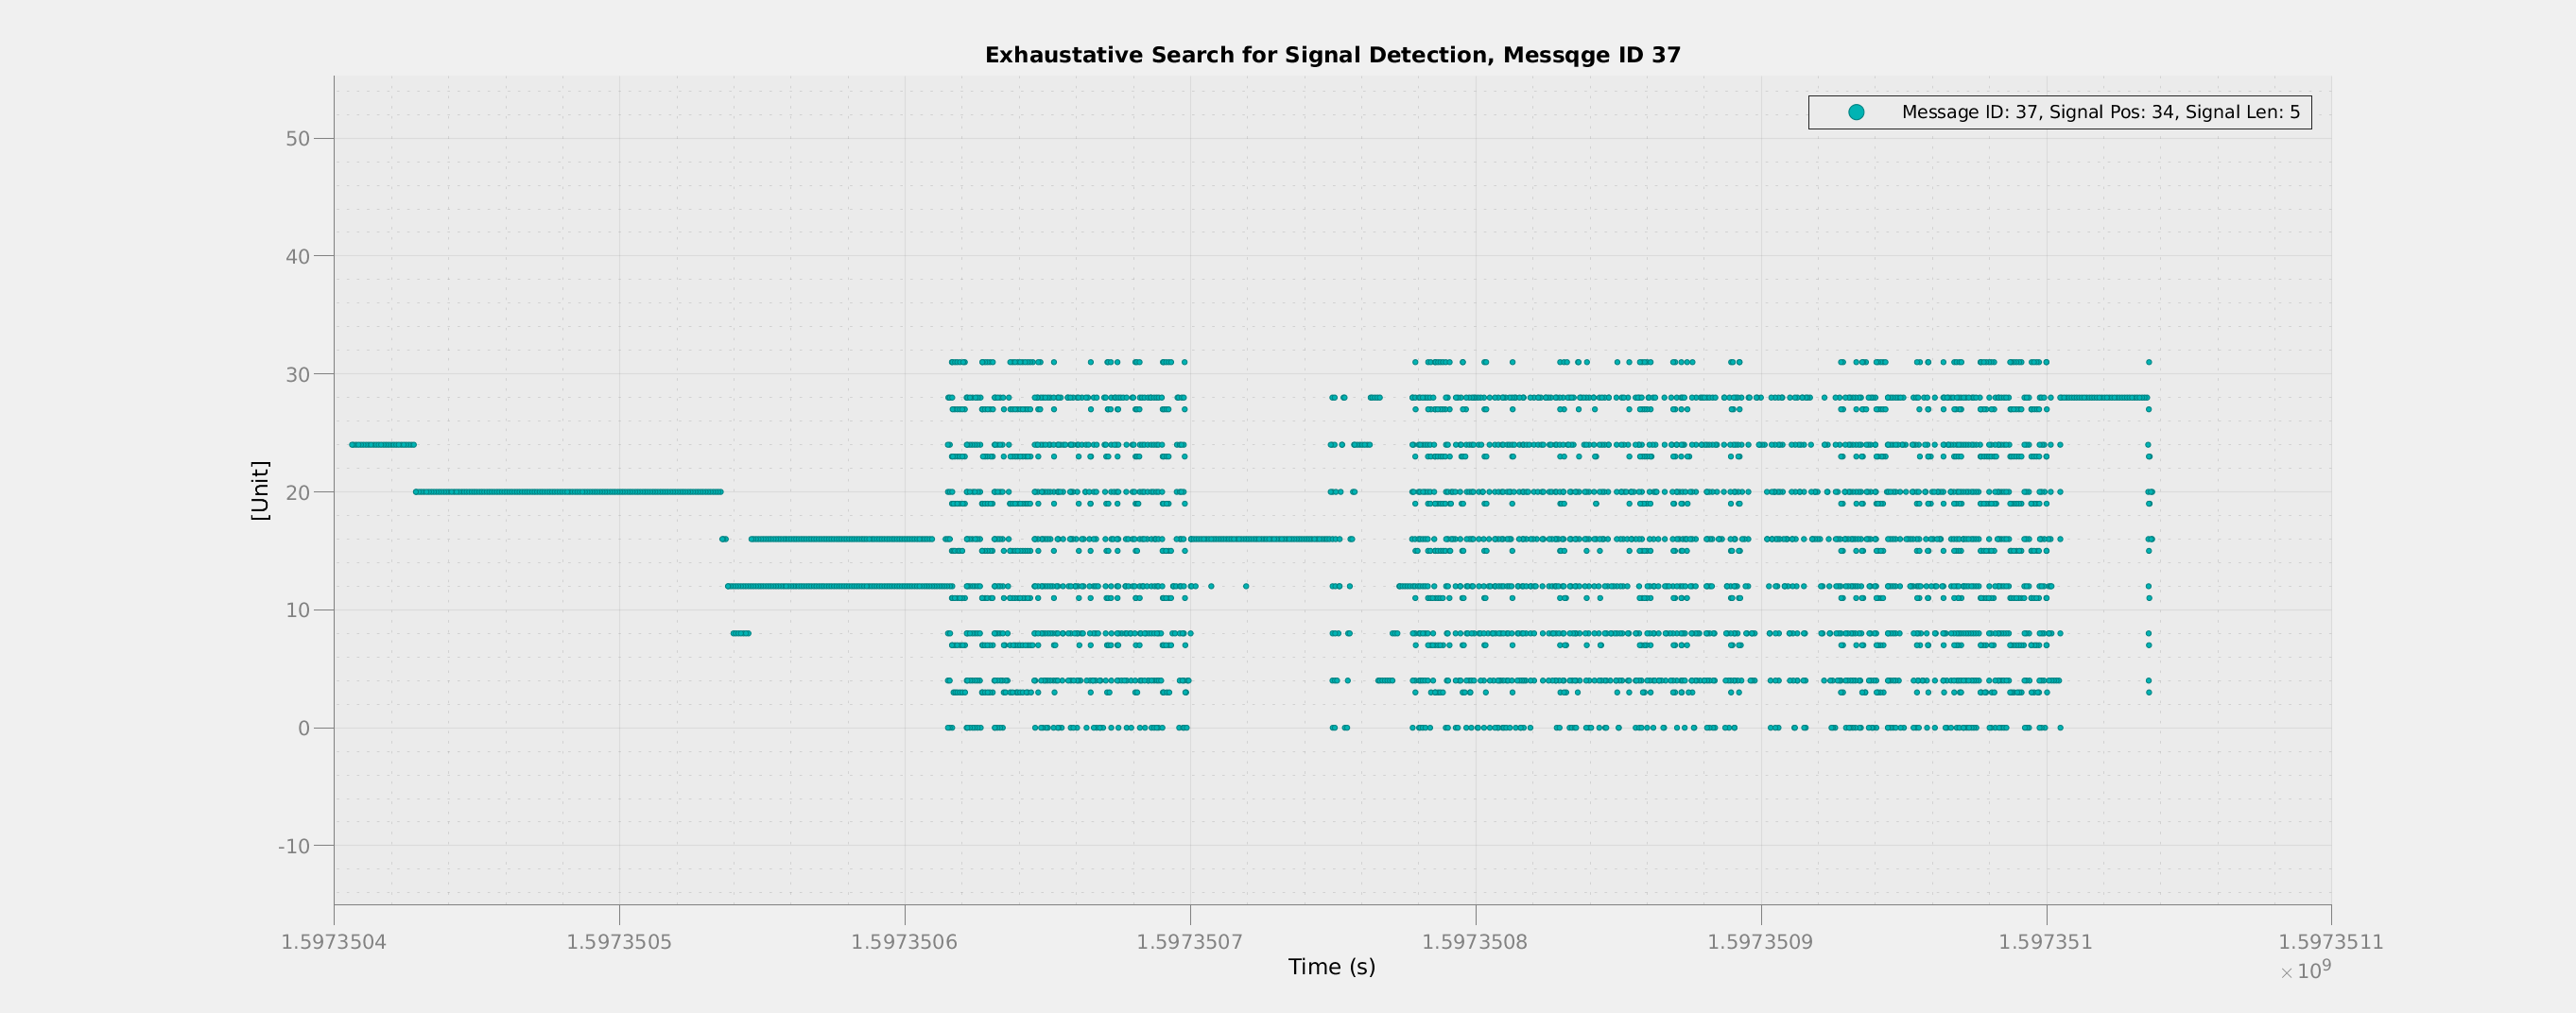 Exhaustative Search for Signal Detection, Messqge ID 37
Message ID: 37, Signal Pos: 34, Signal Len: 5
50
40
30
20
10
0
-10
[Unit]
1.5973504 1.5973505 1.5973506 1.5973507 1.5973508 1.5973509 1.597351 1.5973511
Time (s)
× 10⁹